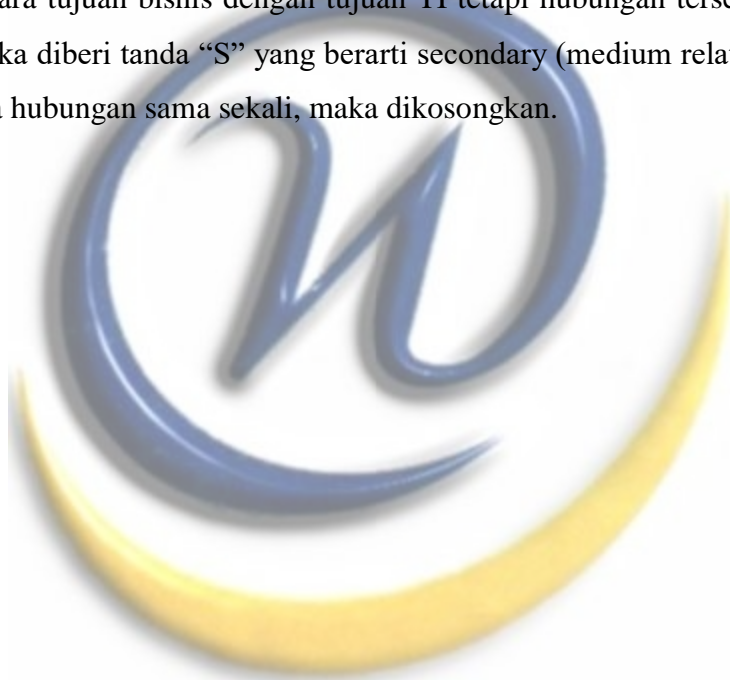 ara tujuan bisnis dengan tujuan TI tetapi hubungan terse
ka diberi tanda “S” yang berarti secondary (medium relat
a hubungan sama sekali, maka dikosongkan.